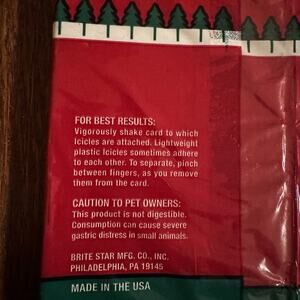 FOR BEST RESULTS:
Vigorously shake card to which
Icicles are attached. Lightweight
plastic Icicles sometimes adhere
to each other. To separate, pinch
between fingers, as you remove
them from the card.
CAUTION TO PET OWNERS:
This product is not digestible.
Consumption can cause severe
gastric distress in small animals.
BRITE STAR MFG. CO., INC.
PHILADELPHIA, PA 19145
MADE IN THE USA